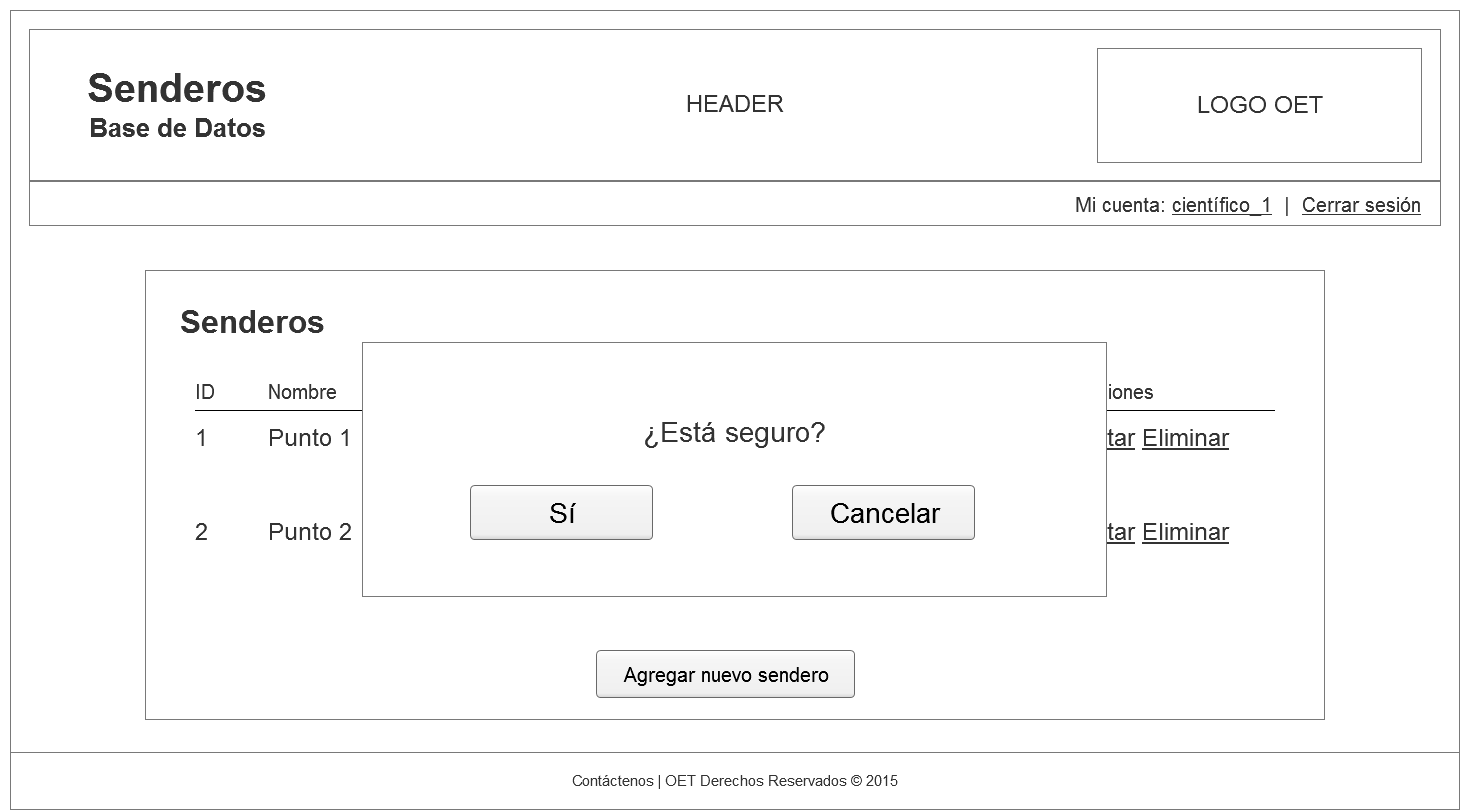 Senderos
Base de Datos
HEADER
LOGO OET
Mi cuenta: científico_1 | Cerrar sesión
Senderos
ID Nombre iones
1 Punto 1 tar Eliminar
¿Está seguro?
Sí Cancelar
2 Punto 2 tar Eliminar
Agregar nuevo sendero
Contáctenos | OET Derechos Reservados © 2015